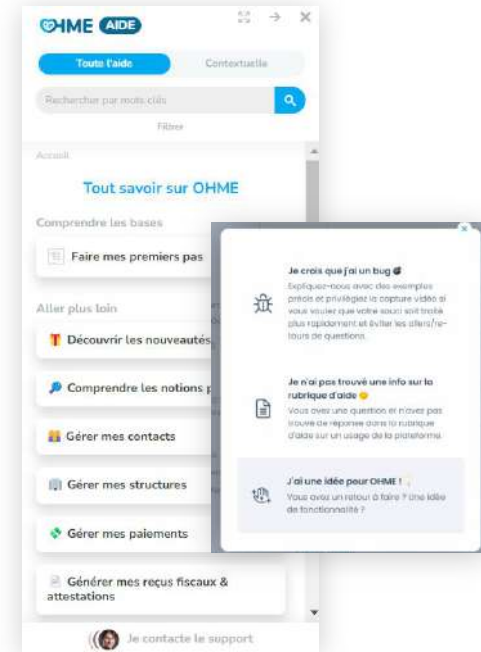 OHME AIDE
Toute l'aide
Contextuelle
Rechercher par mots clés
Filtrer
Accueil
Tout savoir sur OHME
Comprendre les bases
Faire mes premiers pas
Aller plus loin
Découvrir les nouveautés
Comprendre les notions
Gérer mes contacts
Gérer mes structures
Gérer mes paiements
Générer mes reçus fiscaux &
attestations
Je contacte le support
Je crois que j'ai un bug
Expliquez-nous avec des exemples
précis et privilégiez la capture vidéo si
vous voulez que votre souci soit traité
plus rapidement et éviter les allers/re-
tours de questions.
Je n'ai pas trouvé une info sur la
rubrique d'aide
Vous avez une question et n'avez pas
trouvé de réponse dans la rubrique
d'aide sur un usage de la plateforme.
J'ai une idée pour OHME !
Vous avez un retour à faire ? Une idée
de fonctionnalité ?